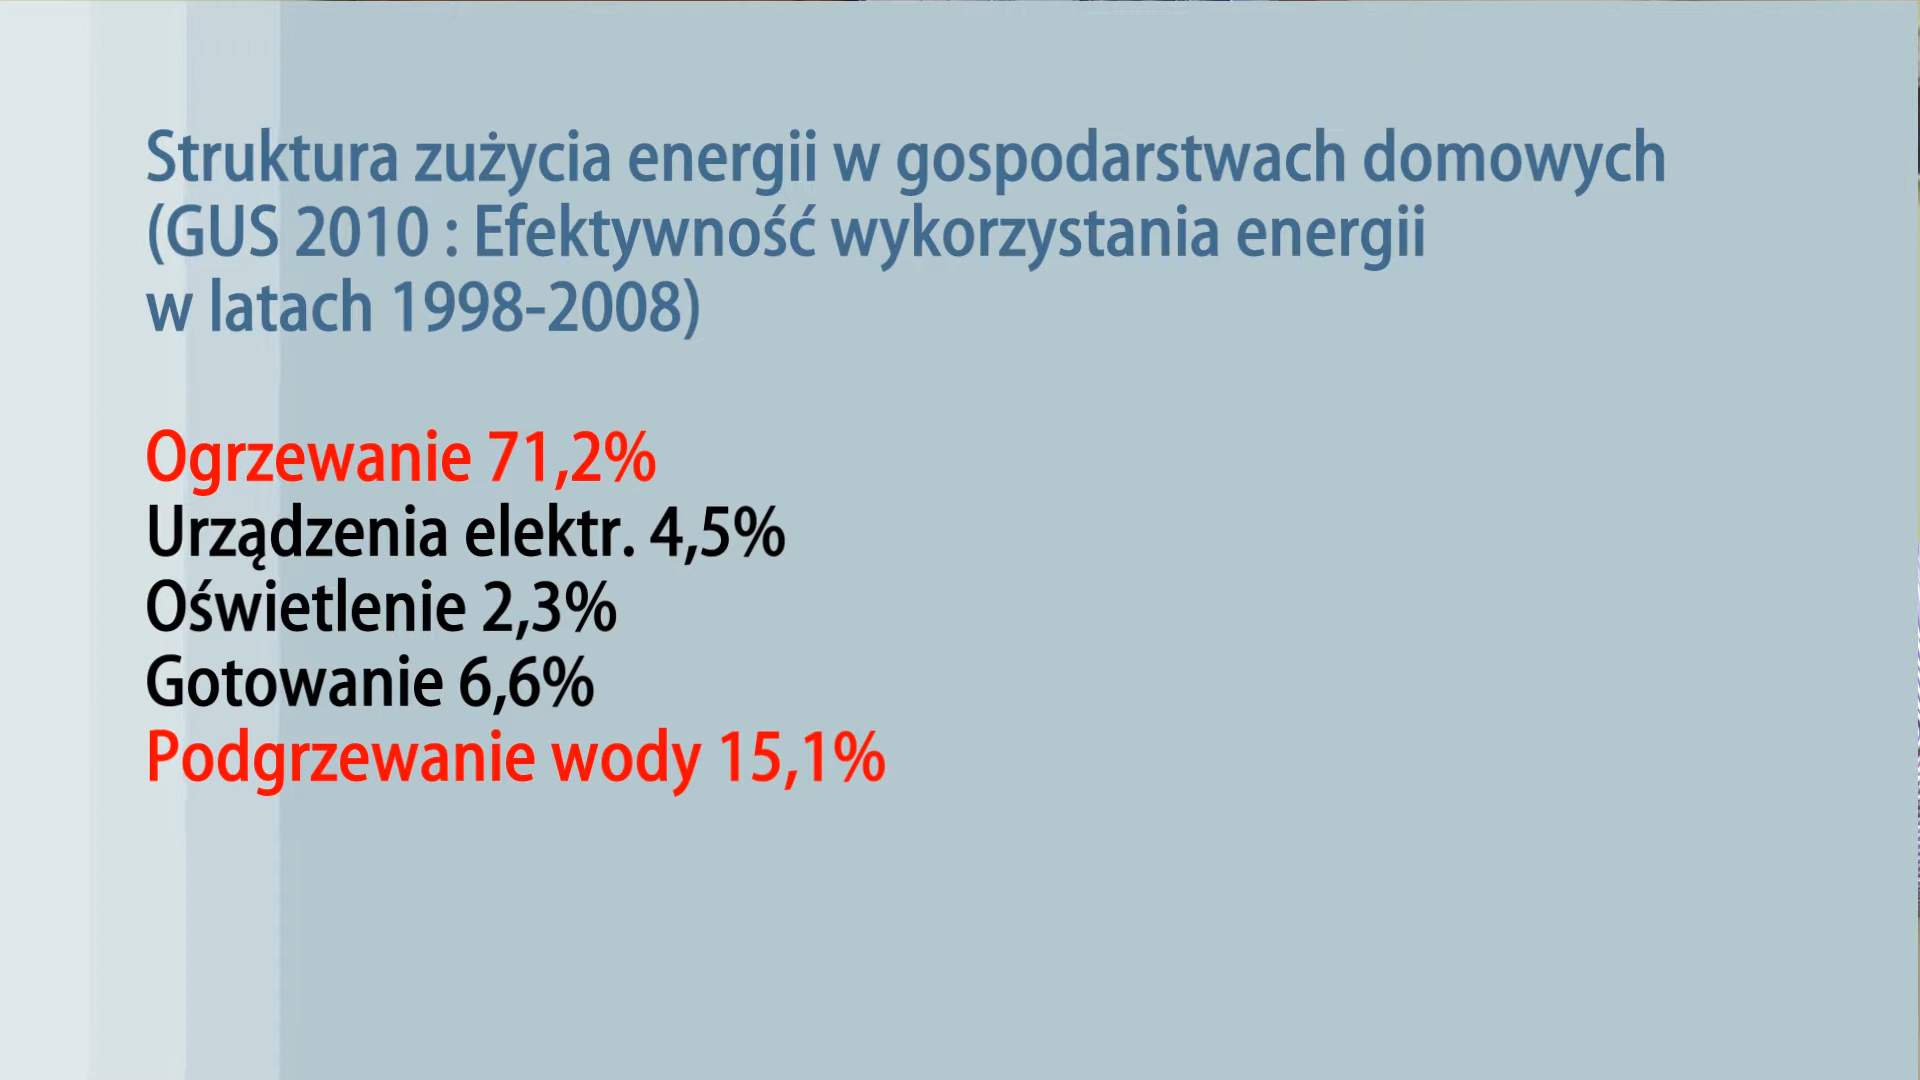 Struktura zużycia energii w gospodarstwach domowych
(GUS 2010 : Efektywność wykorzystania energii
w latach 1998-2008)
Ogrzewanie 71,2%
Urządzenia elektr. 4,5%
Oświetlenie 2,3%
Gotowanie 6,6%
Podgrzewanie wody 15,1%